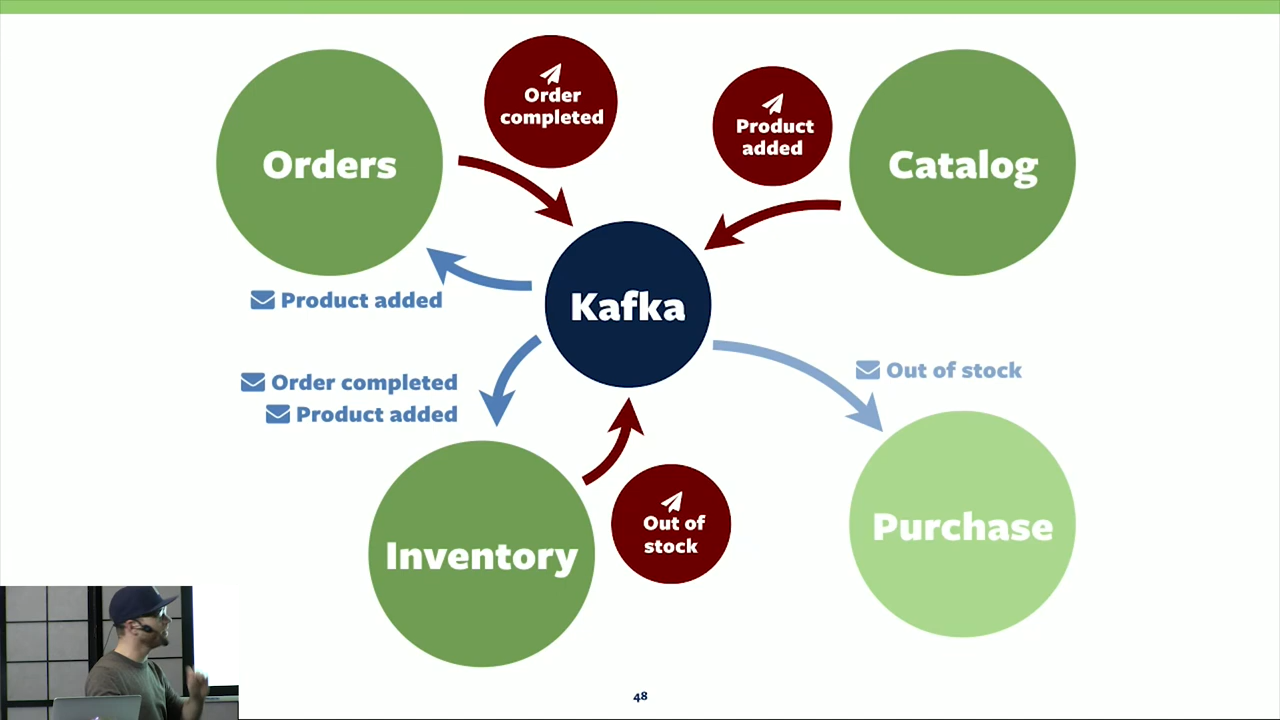 Order
completed
Product
added
Orders
Catalog
Product added
Kafka
Order completed
Product added
Out of stock
Inventory
Out of
stock
Purchase
48